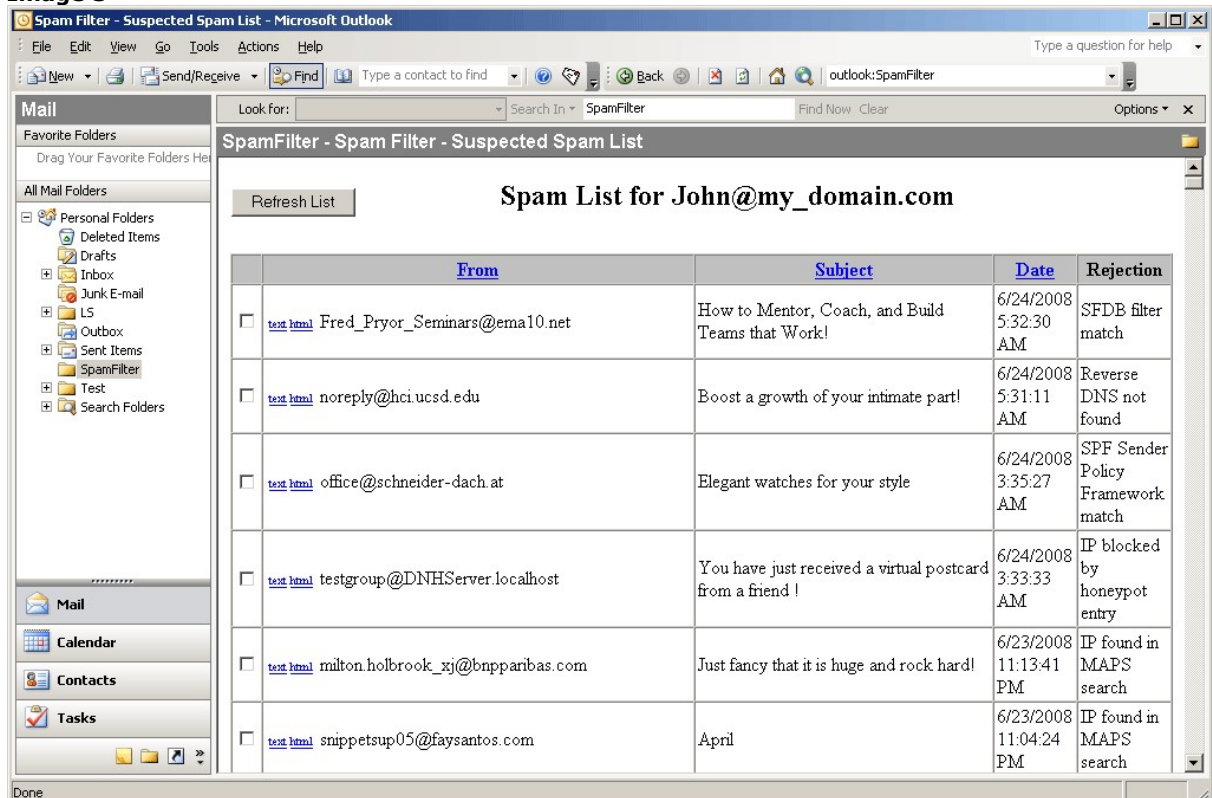 Spam Filter - Suspected Spam List - Microsoft Outlook
File Edit View Go Tools Actions Help Type a question for help
New Send/Receive Find Type a contact to find Back outlook:SpamFilter
Mail
Look for: Search In SpamFilter Find Now Clear Options
Favorite Folders
Drag Your Favorite Folders Her
SpamFilter - Spam Filter - Suspected Spam List
All Mail Folders
Personal Folders
Deleted Items
Drafts
Inbox
Junk E-mail
LS
Outbox
Sent Items
SpamFilter
Test
Search Folders
Mail
Calendar
Contacts
Tasks
Refresh List
Spam List for John@my_domain.com
From Subject Date Rejection
text html Fred_Pryor_Seminars@ema10.net
How to Mentor, Coach, and Build
Teams that Work!
6/24/2008
5:32:30
AM
SFDB filter
match
text html noreply@hci.ucsd.edu
Boost a growth of your intimate part!
6/24/2008
5:31:11
AM
Reverse
DNS not
found
text html office@schneider-dach.at
Elegant watches for your style
6/24/2008
3:35:27
AM
SPF Sender
Policy
Framework
match
text html testgroup@DNHServer.localhost
You have just received a virtual postcard
from a friend !
6/24/2008
3:33:33
AM
IP blocked
by
honeypot
entry
text html milton.holbrook_xj@bnpparibas.com
Just fancy that it is huge and rock hard!
6/23/2008
11:13:41
PM
IP found in
MAPS
search
text html snippetsup05@faysantos.com
April
6/23/2008
11:04:24
PM
IP found in
MAPS
search
Done